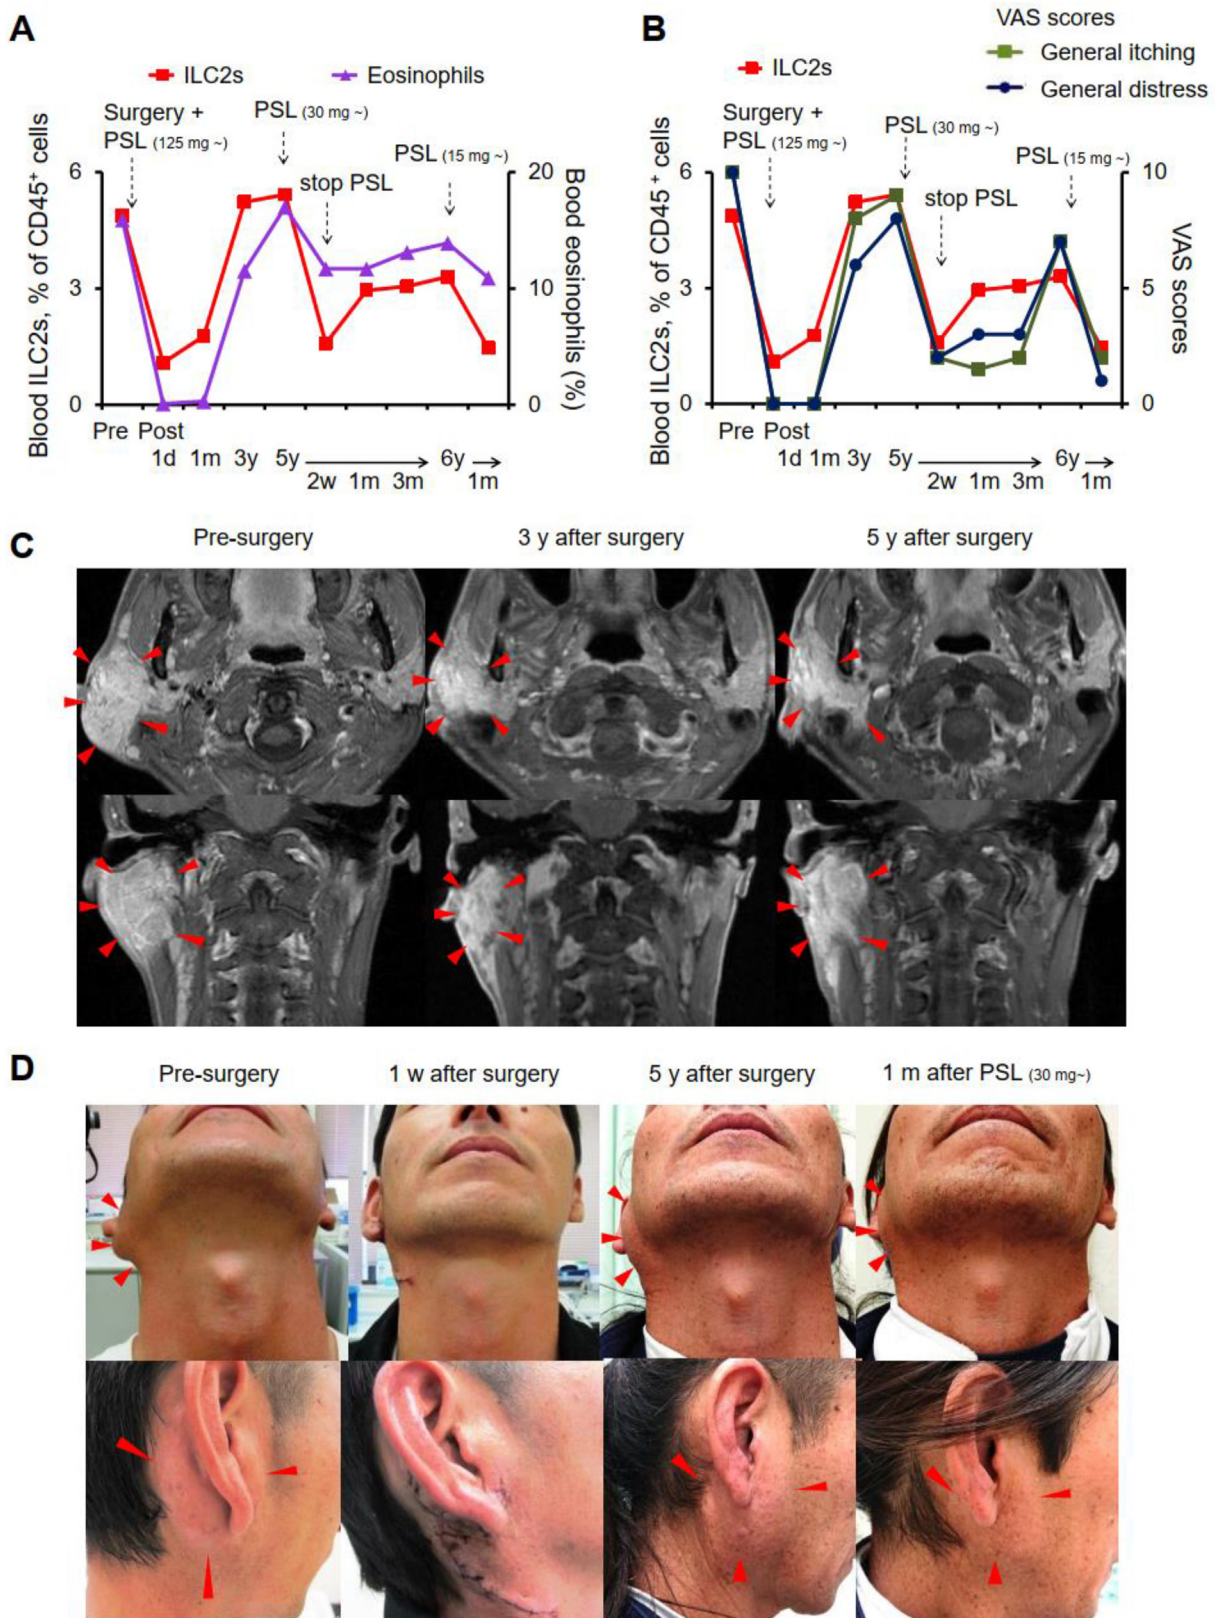 A
ILC2s
Eosinophils
Surgery +
PSL (125 mg ~)
PSL (30 mg ~)
stop PSL
PSL (15 mg ~)
Blood ILC2s, % of CD45+ cells
6
3
0
20
10
0
Bood eosinophils (%)
Pre
Post
1d
1m
3y
5y
2w
1m
3m
6y
1m
B
VAS scores
ILC2s
General itching
General distress
Surgery +
PSL (125 mg ~)
PSL (30 mg ~)
stop PSL
PSL (15 mg ~)
Blood ILC2s, % of CD45+ cells
6
3
0
10
5
0
VAS scores
Pre
Post
1d
1m
3y
5y
2w
1m
3m
6y
1m
C
Pre-surgery
3 y after surgery
5 y after surgery
D
Pre-surgery
1 w after surgery
5 y after surgery
1 m after PSL (30 mg~)